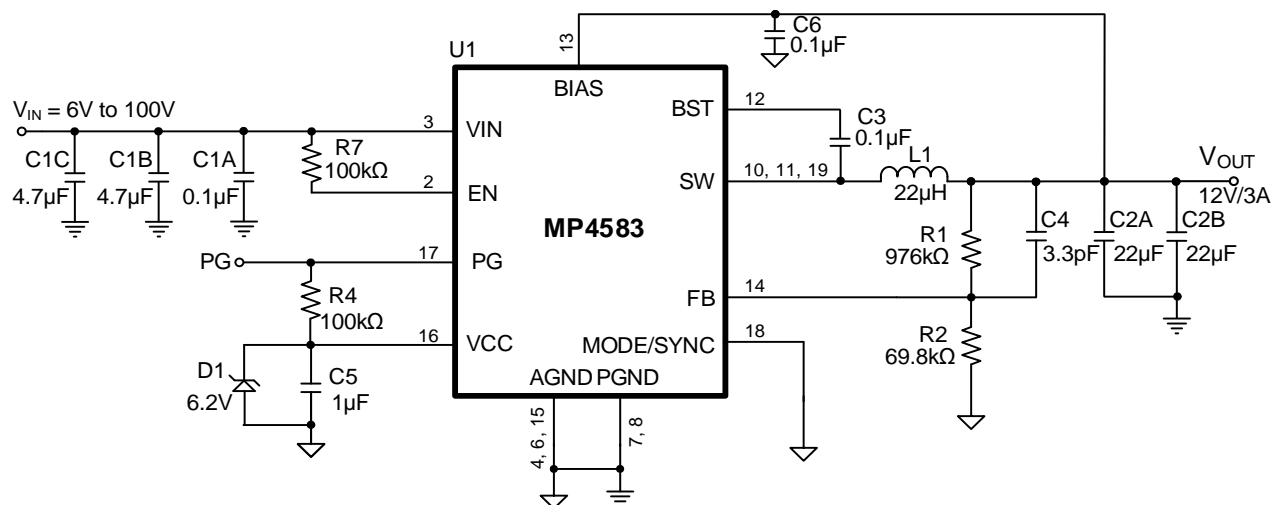 C6
0.1µF
13
U1
BIAS
V_IN = 6V to 100V
3
VIN
BST
12
C3
0.1µF
C1C
4.7µF
C1B
4.7µF
C1A
0.1µF
R7
100kΩ
2
EN
SW
10, 11, 19
L1
22µH
V_OUT
12V/3A
MP4583
R1
976kΩ
C4
3.3pF
C2A
22µF
C2B
22µF
PG
17
PG
R4
100kΩ
FB
14
16
VCC
MODE/SYNC
18
R2
69.8kΩ
D1
6.2V
C5
1µF
AGND PGND
4, 6, 15
7, 8